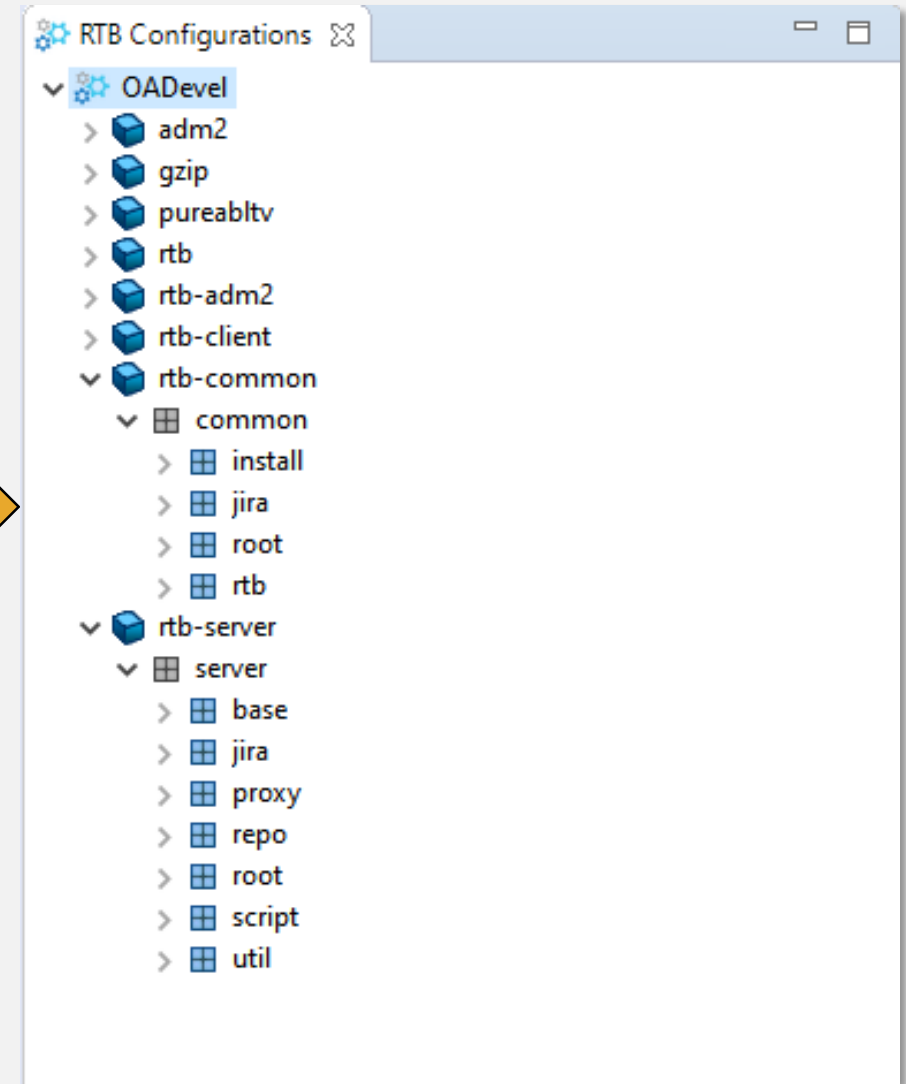 RTB Configurations
OADevel
adm2
gzip
pureabltv
rtb
rtb-adm2
rtb-client
rtb-common
common
install
jira
root
rtb
rtb-server
server
base
jira
proxy
repo
root
script
util